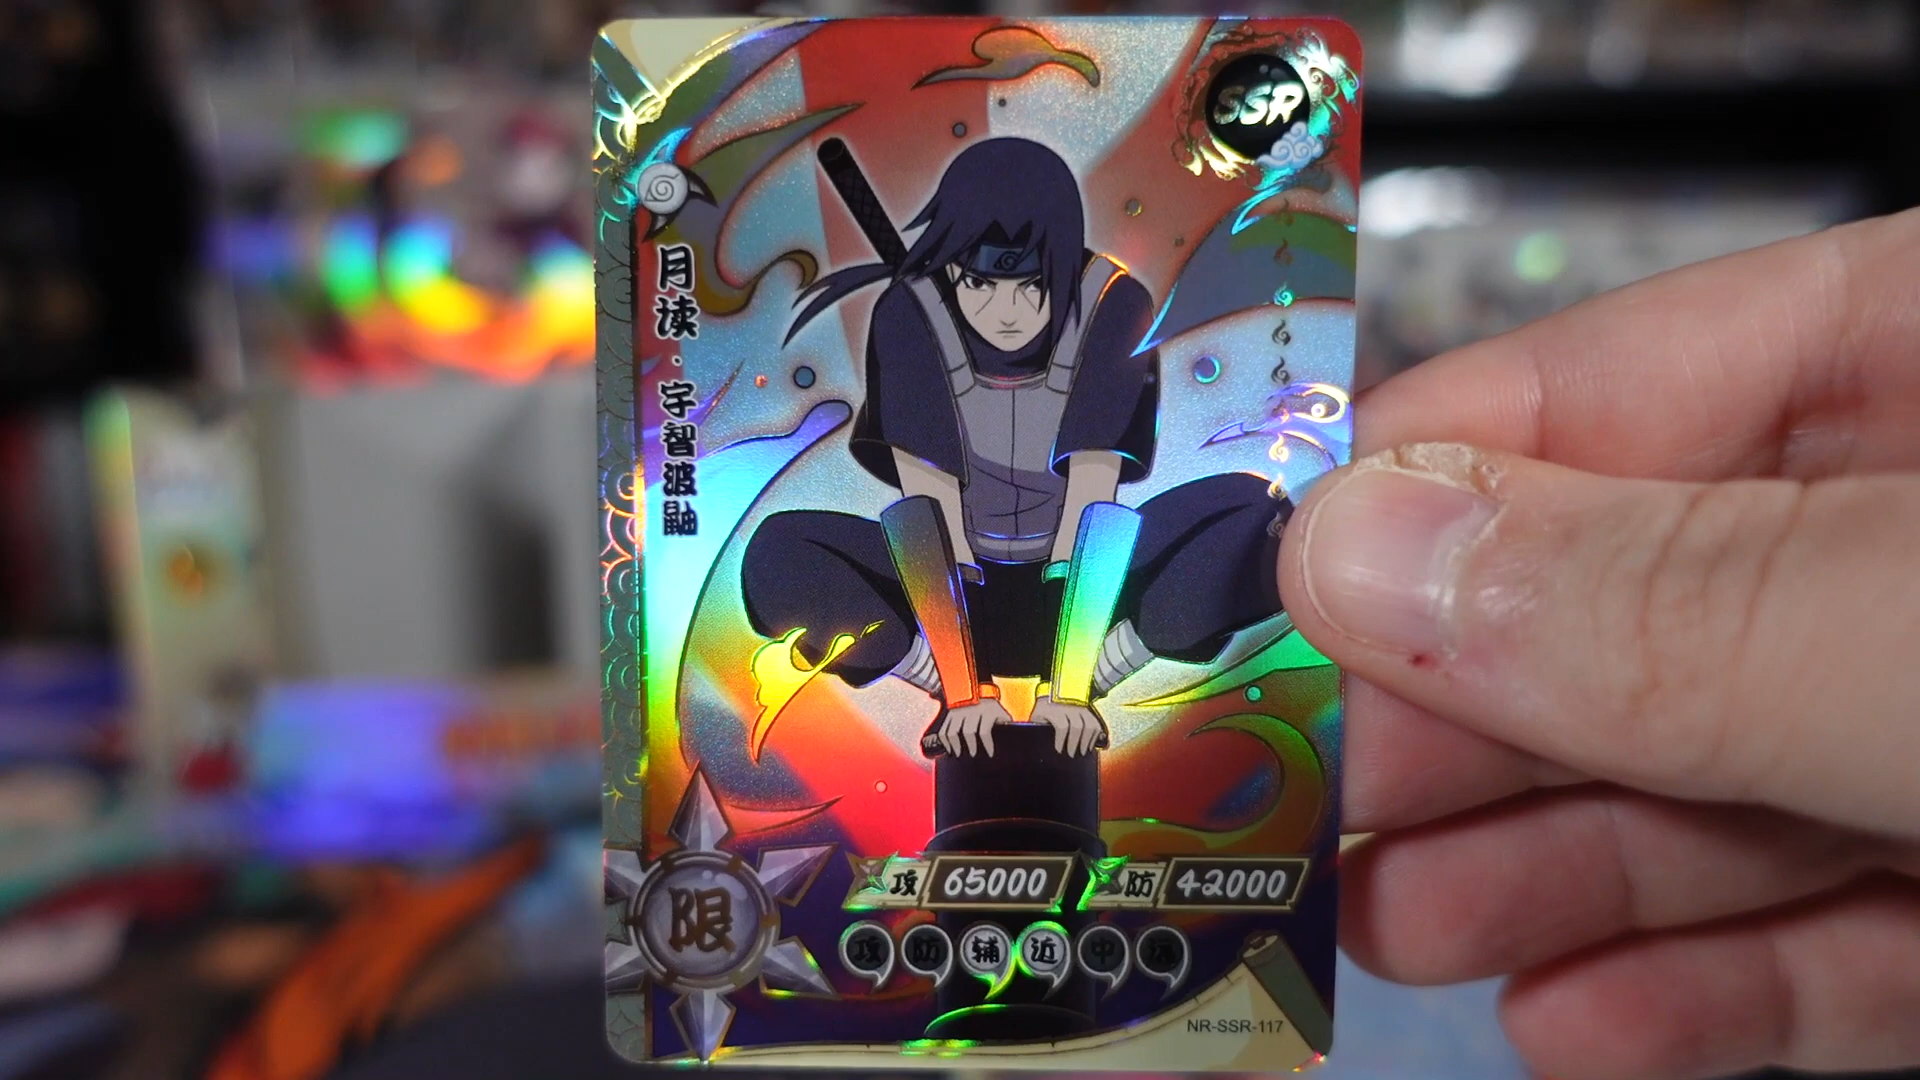 SSR
月读·宇智波鼬
攻 65000 防 42000
限
攻 防 辅 近 中 远
NR-SSR-117